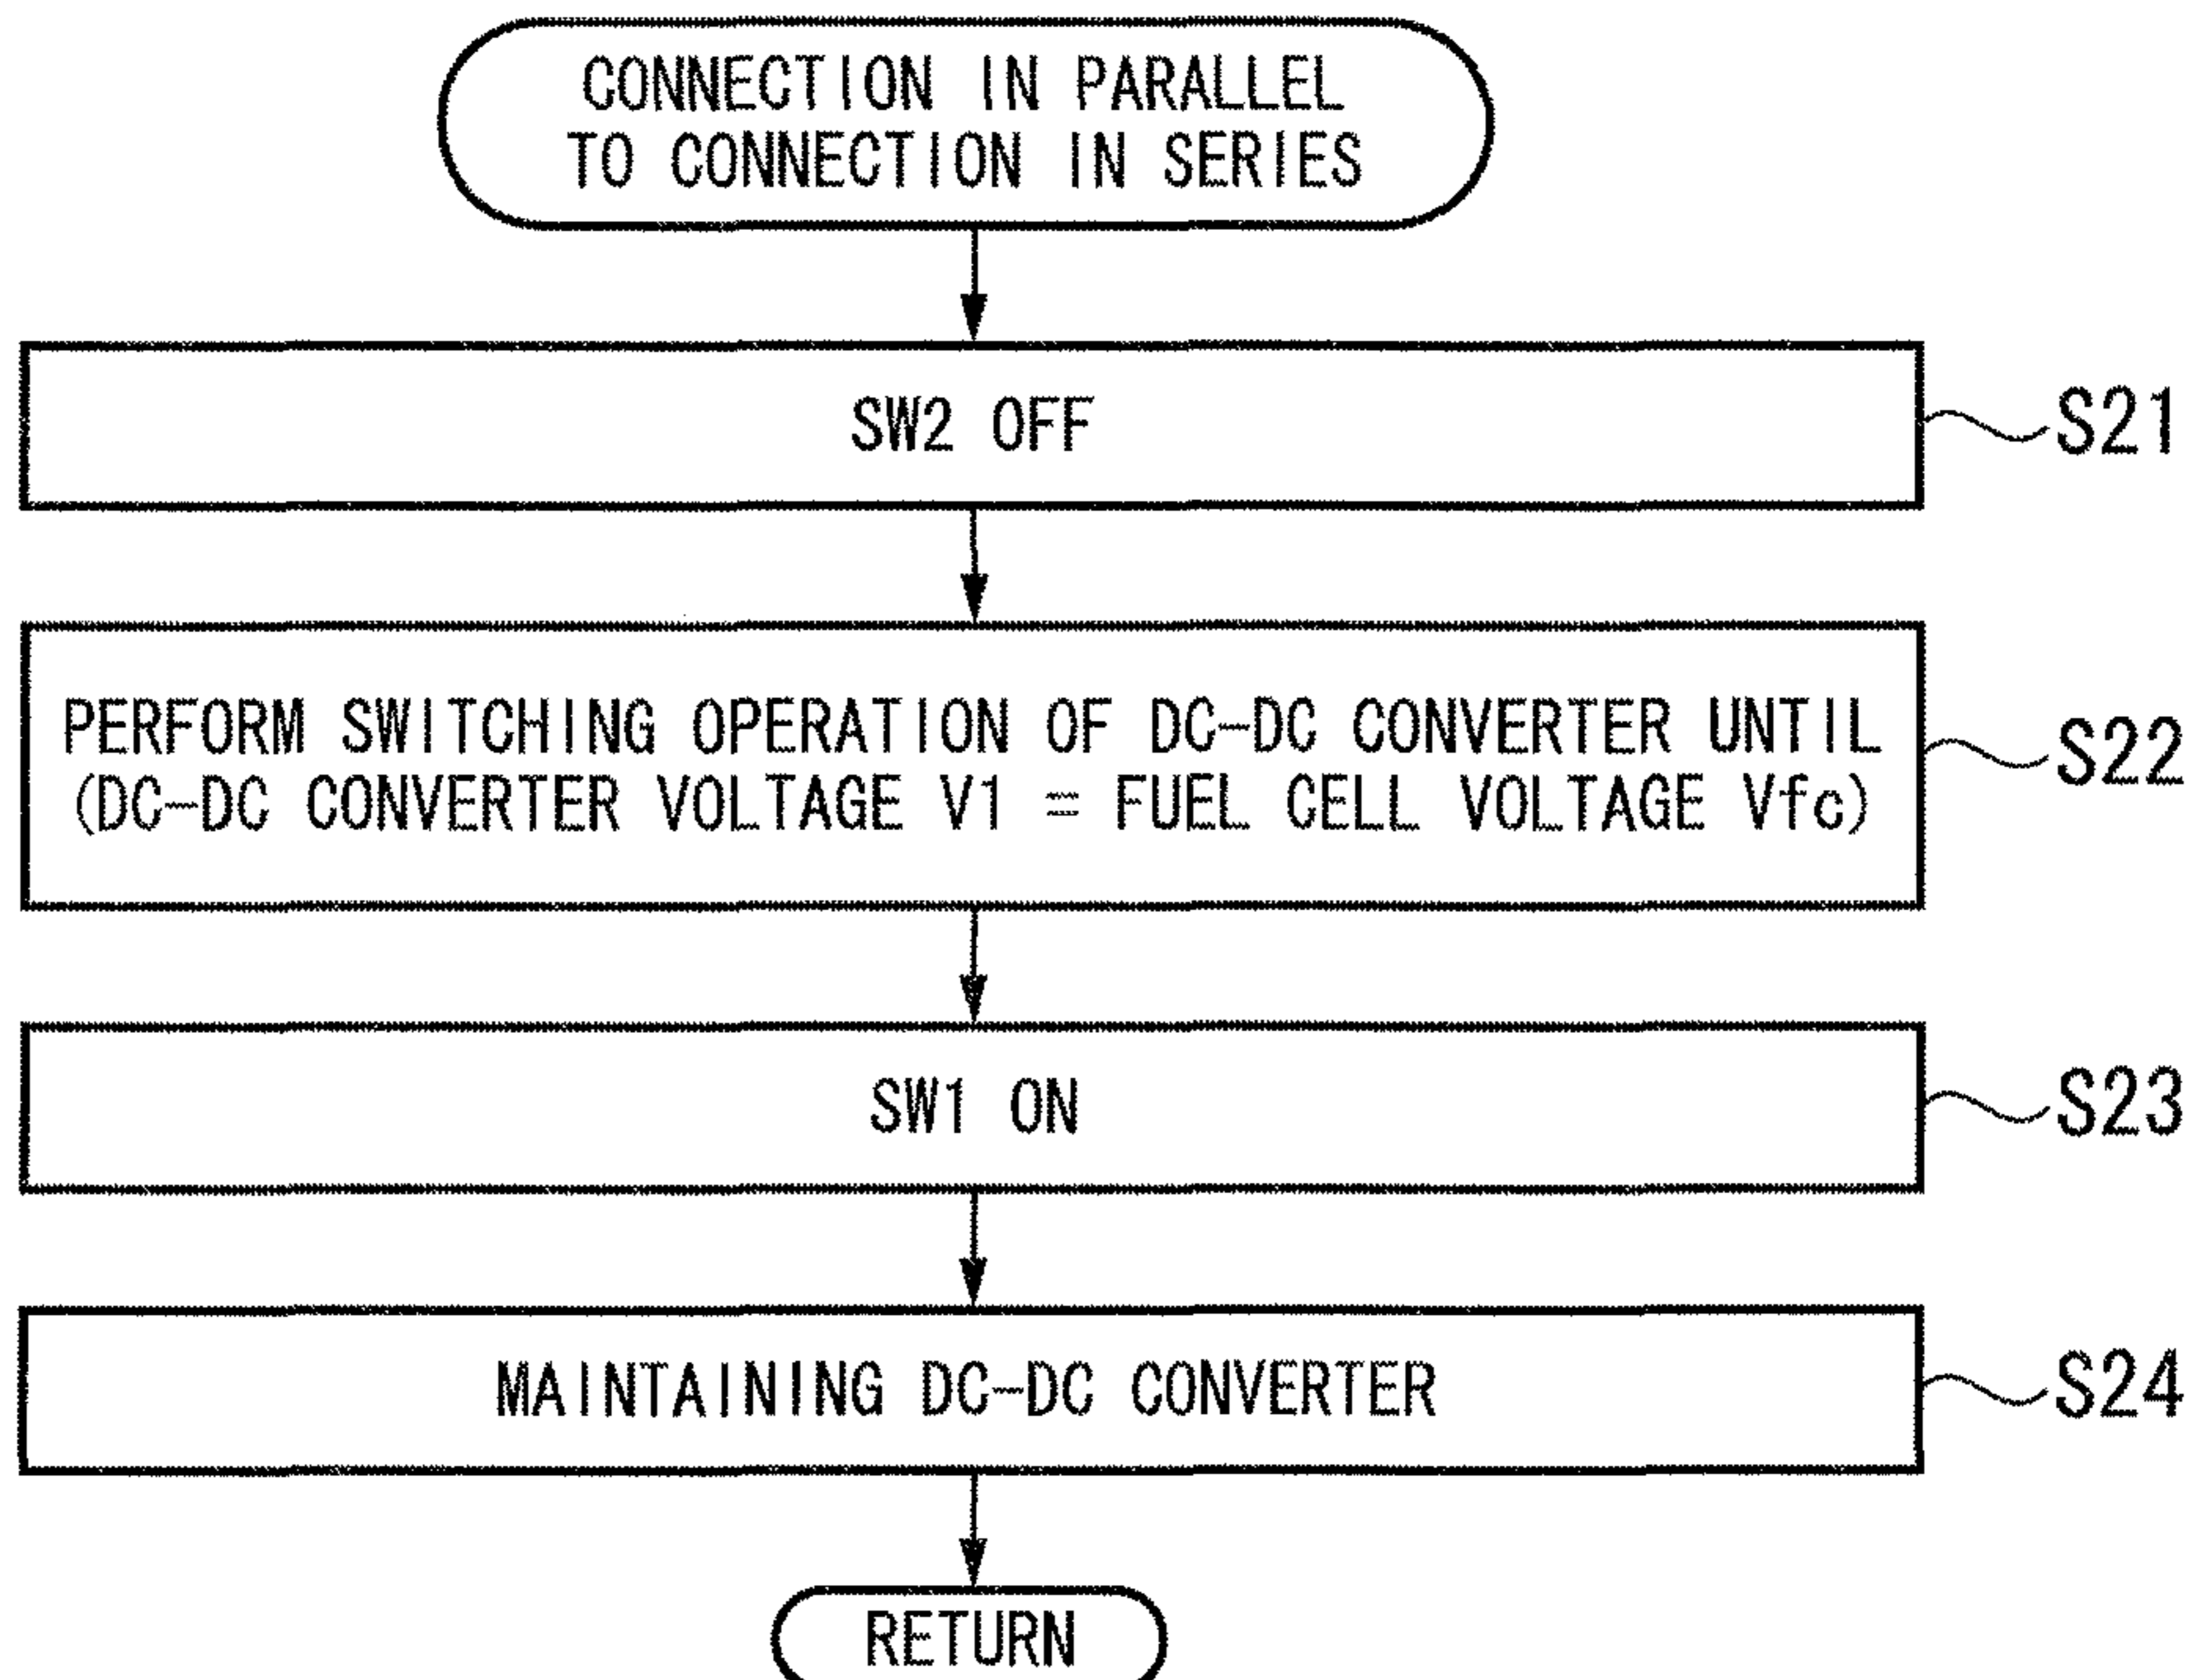 CONNECTION IN PARALLEL
TO CONNECTION IN SERIES
SW2 OFF
S21
PERFORM SWITCHING OPERATION OF DC-DC CONVERTER UNTIL
(DC-DC CONVERTER VOLTAGE V1 = FUEL CELL VOLTAGE Vfc)
S22
SW1 ON
S23
MAINTAINING DC-DC CONVERTER
S24
RETURN